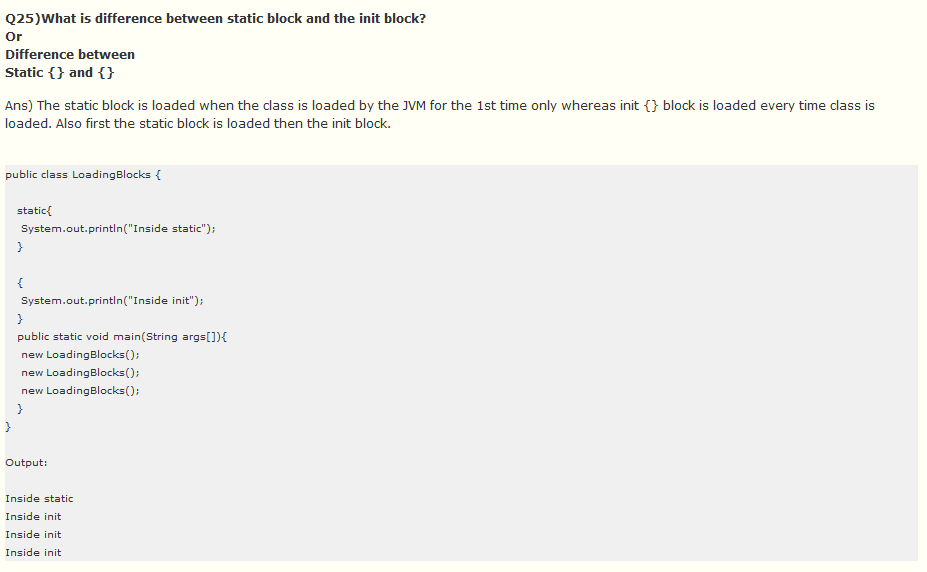 Q25)What is difference between static block and the init block?
Or
Difference between
Static {} and {}
Ans) The static block is loaded when the class is loaded by the JVM for the 1st time only whereas init {} block is loaded every time class is
loaded. Also first the static block is loaded then the init block.
public class LoadingBlocks {
static{
System.out.println("Inside static");
}
{
System.out.println("Inside init");
}
public static void main(String args[]){
new LoadingBlocks();
new LoadingBlocks();
new LoadingBlocks();
}
}
Output:
Inside static
Inside init
Inside init
Inside init